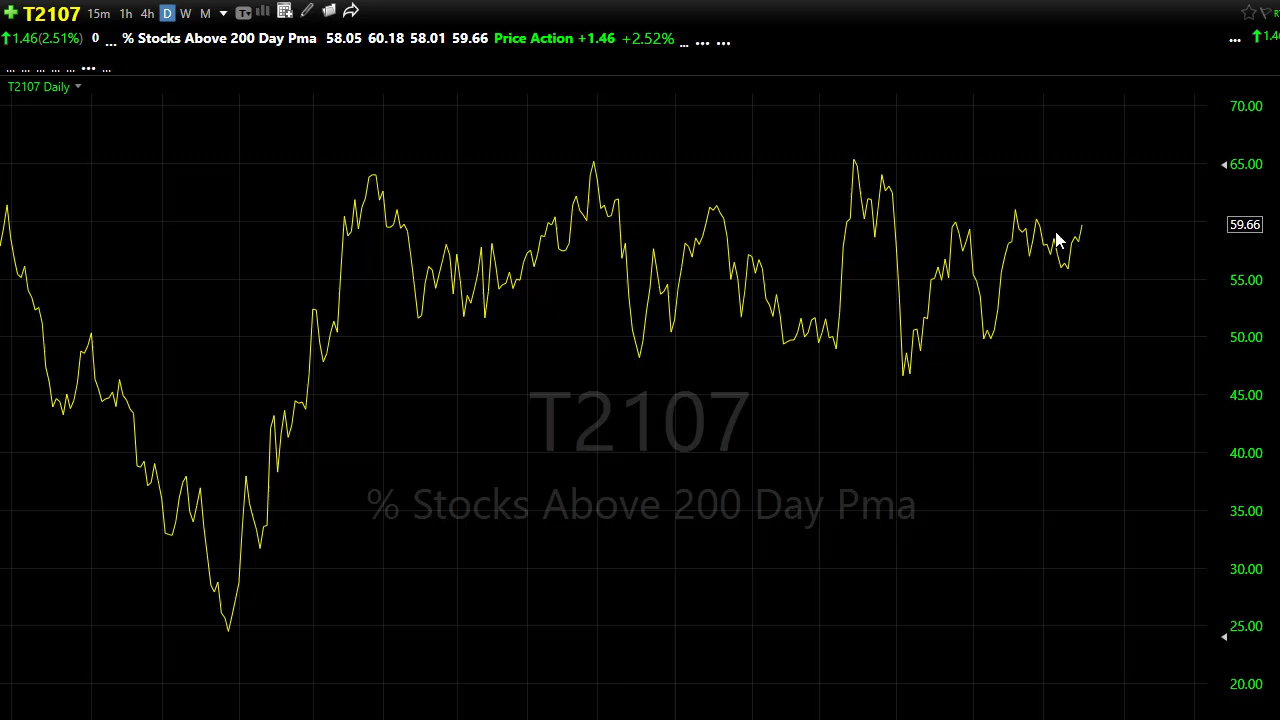 T2107 15m 1h 4h D W M T
1.46(2.51%) 0 ... % Stocks Above 200 Day Pma 58.05 60.18 58.01 59.66 Price Action +1.46 +2.52% ... ... ... ... 1.46
... ... ... ... ... ... ...
T2107 Daily
70.00
65.00
59.66
55.00
50.00
45.00
T2107
40.00
% Stocks Above 200 Day Pma
35.00
30.00
25.00
20.00